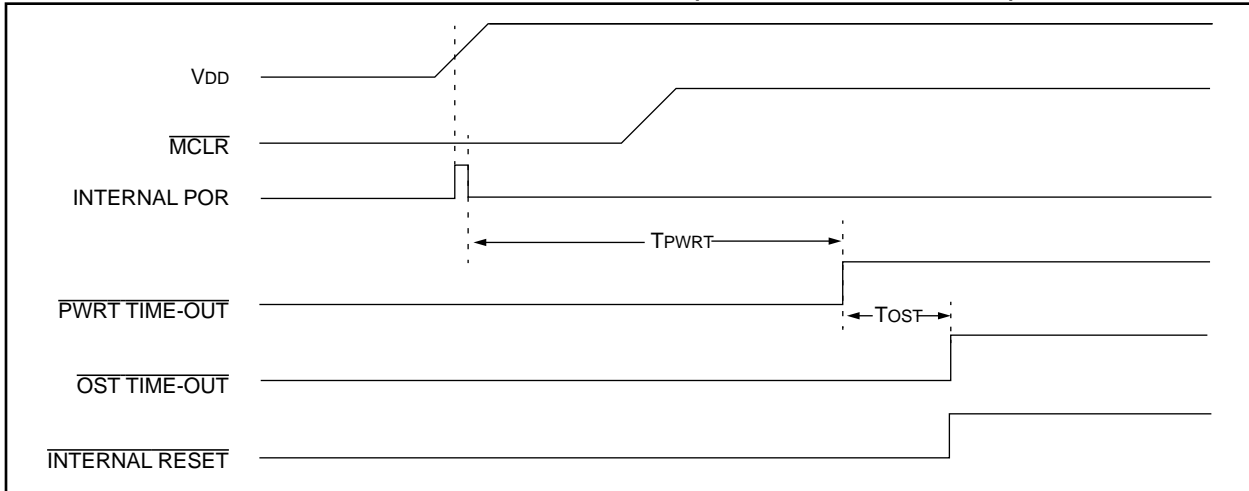 VDD
MCLR
INTERNAL POR
TPWRT
PWRT TIME-OUT
TOST
OST TIME-OUT
INTERNAL RESET